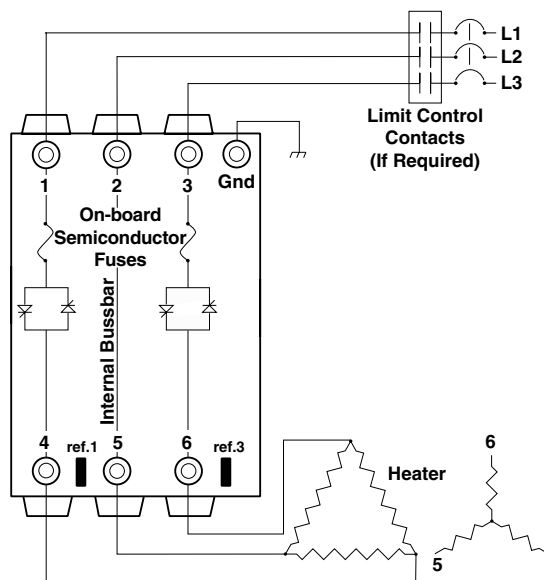 L1
L2
L3
Limit Control
Contacts
(If Required)
1
2
3
Gnd
On-board
Semiconductor
Fuses
Internal Bussbar
4
ref.1
5
6
ref.3
Heater
6
5